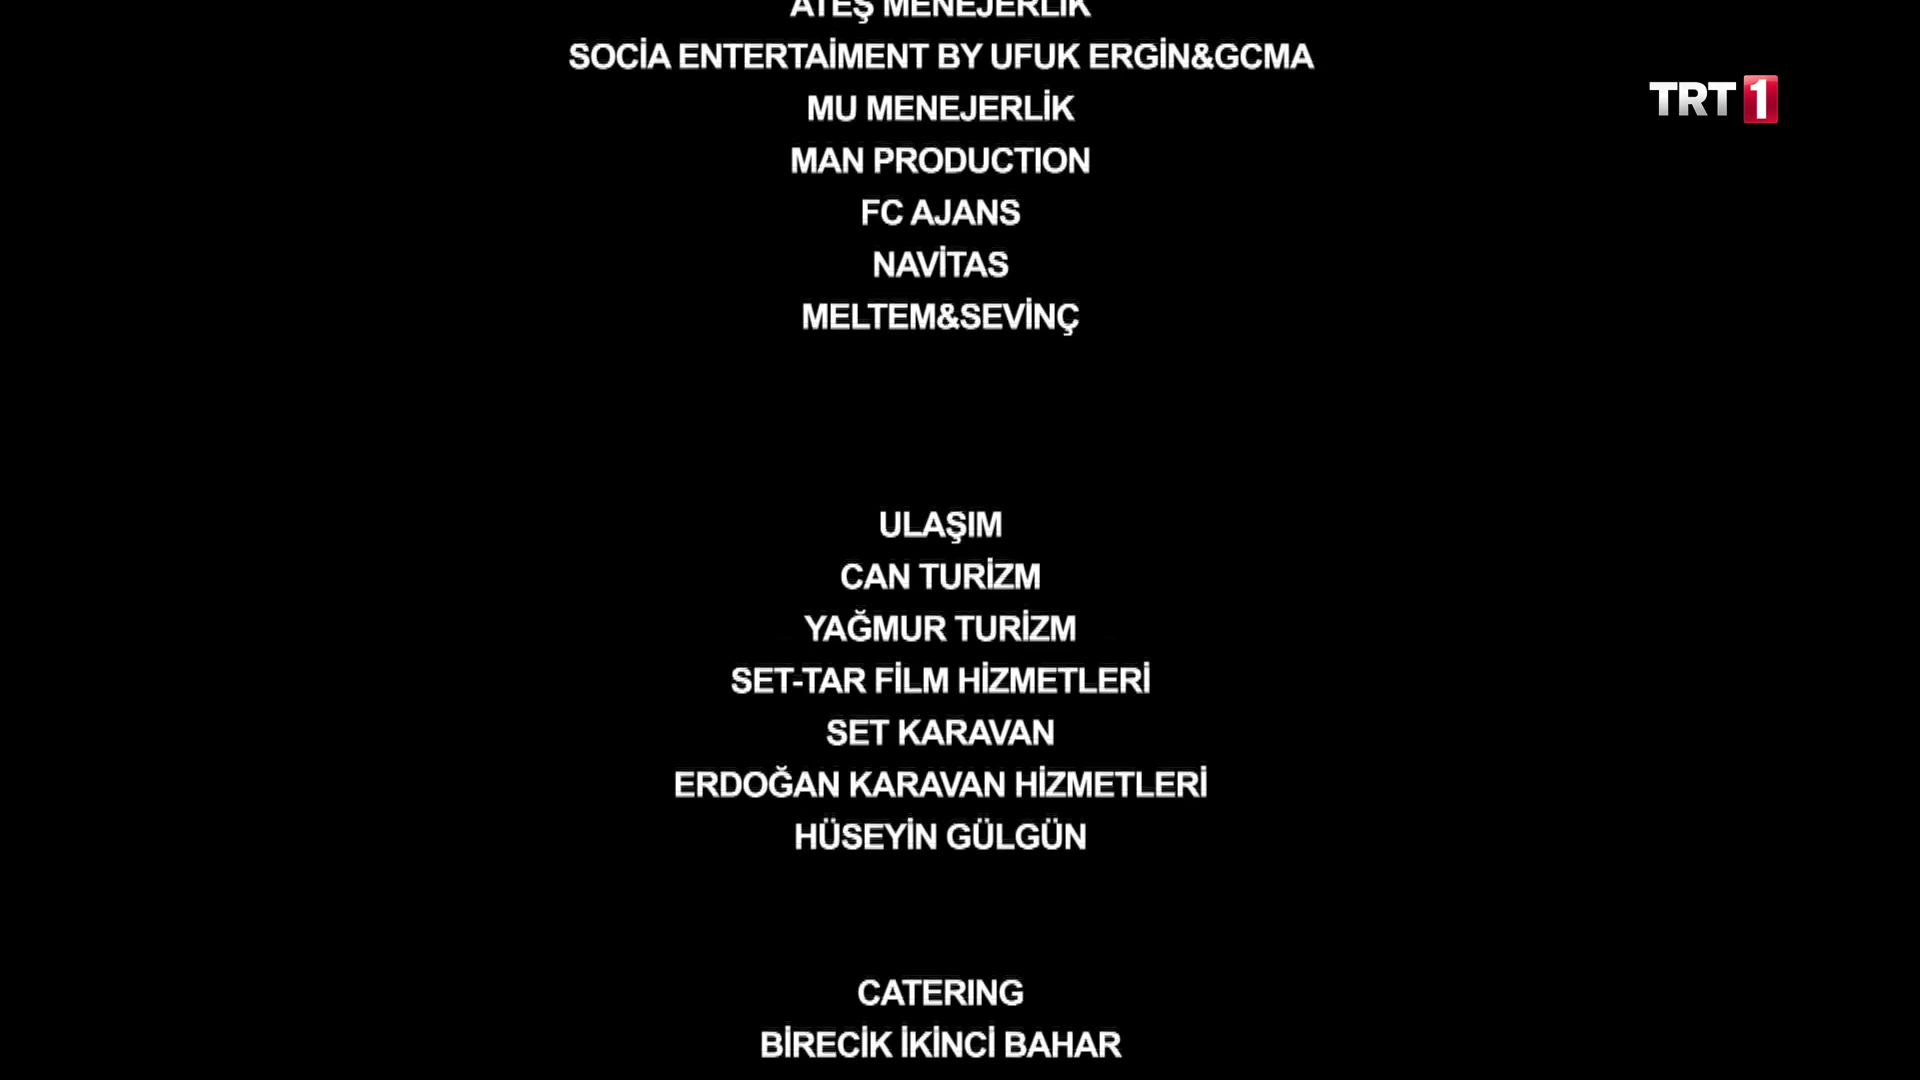 ATEŞ MENEJERLİK
SOCİA ENTERTAİMENT BY UFUK ERGİN&GCMA
TRT 1
MU MENEJERLİK
MAN PRODUCTION
FC AJANS
NAVİTAS
MELTEM&SEVİNÇ
ULAŞIM
CAN TURİZM
YAĞMUR TURİZM
SET-TAR FİLM HİZMETLERİ
SET KARAVAN
ERDOĞAN KARAVAN HİZMETLERİ
HÜSEYİN GÜLGÜN
CATERING
BİRECİK İKİNCİ BAHAR